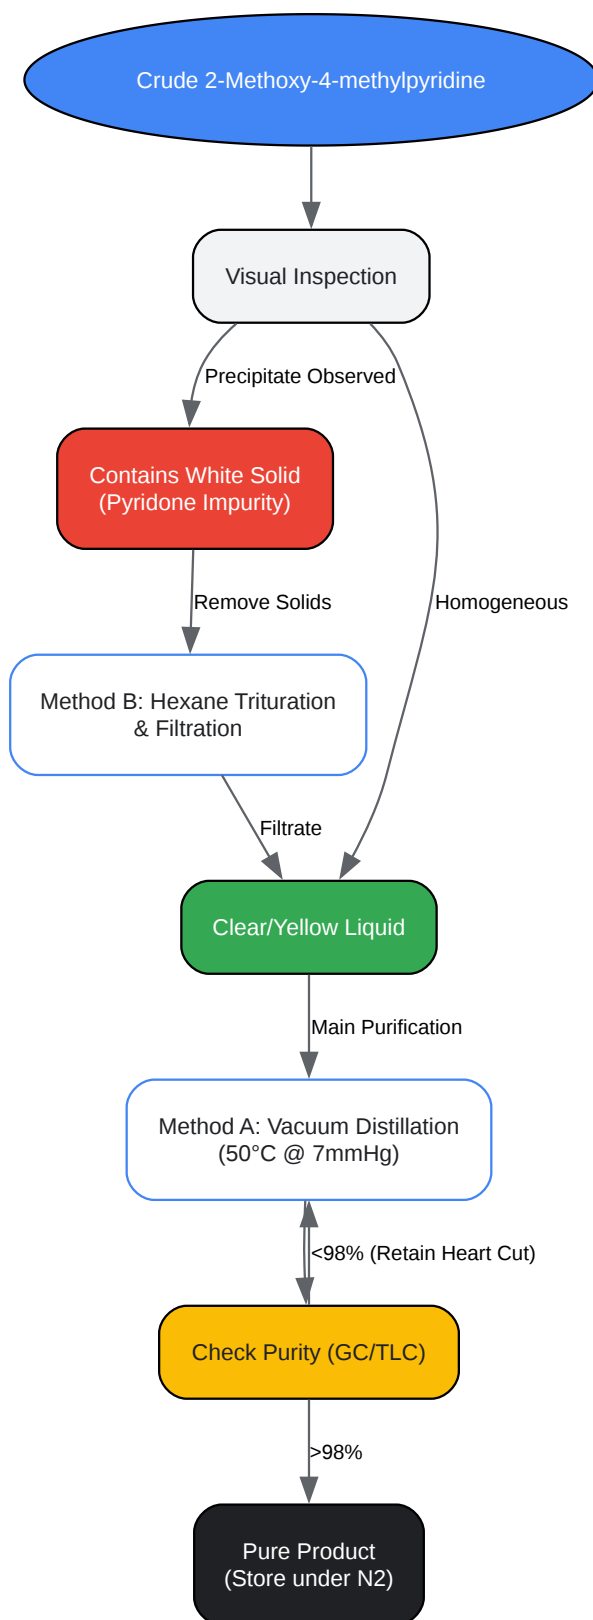 Crude 2-Methoxy-4-methylpyridine
Visual Inspection
Precipitate Observed
Contains White Solid
(Pyridone Impurity)
Remove Solids
Homogeneous
Method B: Hexane Trituration
& Filtration
Filtrate
Clear/Yellow Liquid
Main Purification
Method A: Vacuum Distillation
(50°C @ 7mmHg)
<98% (Retain Heart Cut)
Check Purity (GC/TLC)
>98%
Pure Product
(Store under N2)